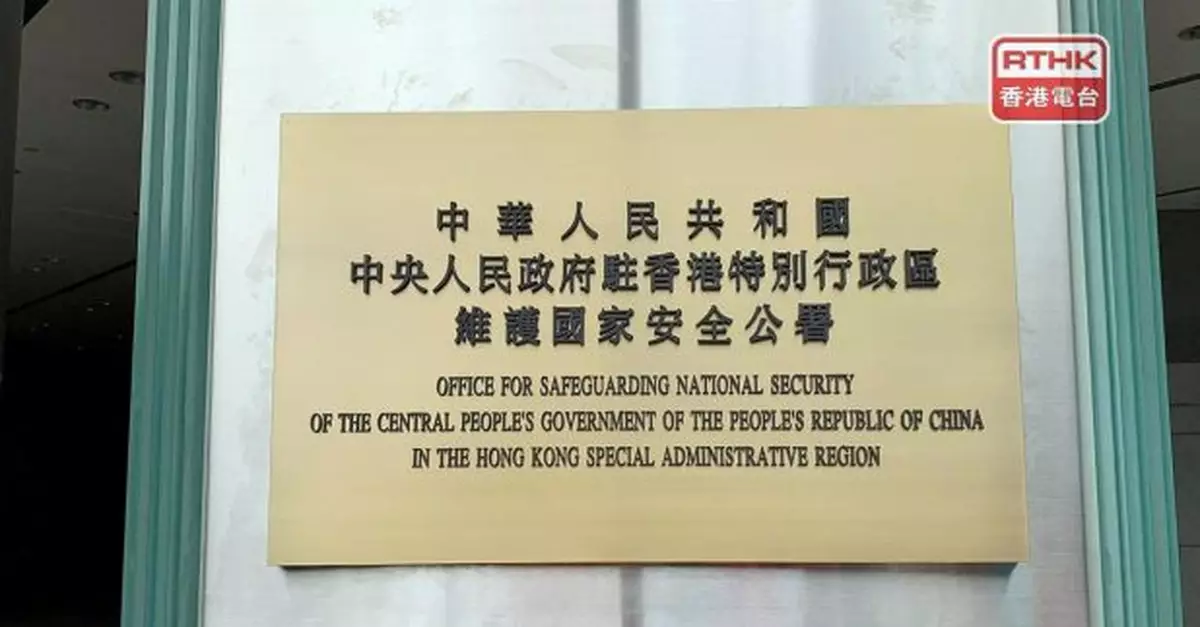 RTHK
香港電台
中華人民共和國
中央人民政府駐香港特別行政區
維護國家安全公署
OFFICE FOR SAFEGUARDING NATIONAL SECURITY
OF THE CENTRAL PEOPLE'S GOVERNMENT OF THE PEOPLE'S REPUBLIC OF CHINA
IN THE HONG KONG SPECIAL ADMINISTRATIVE REGION